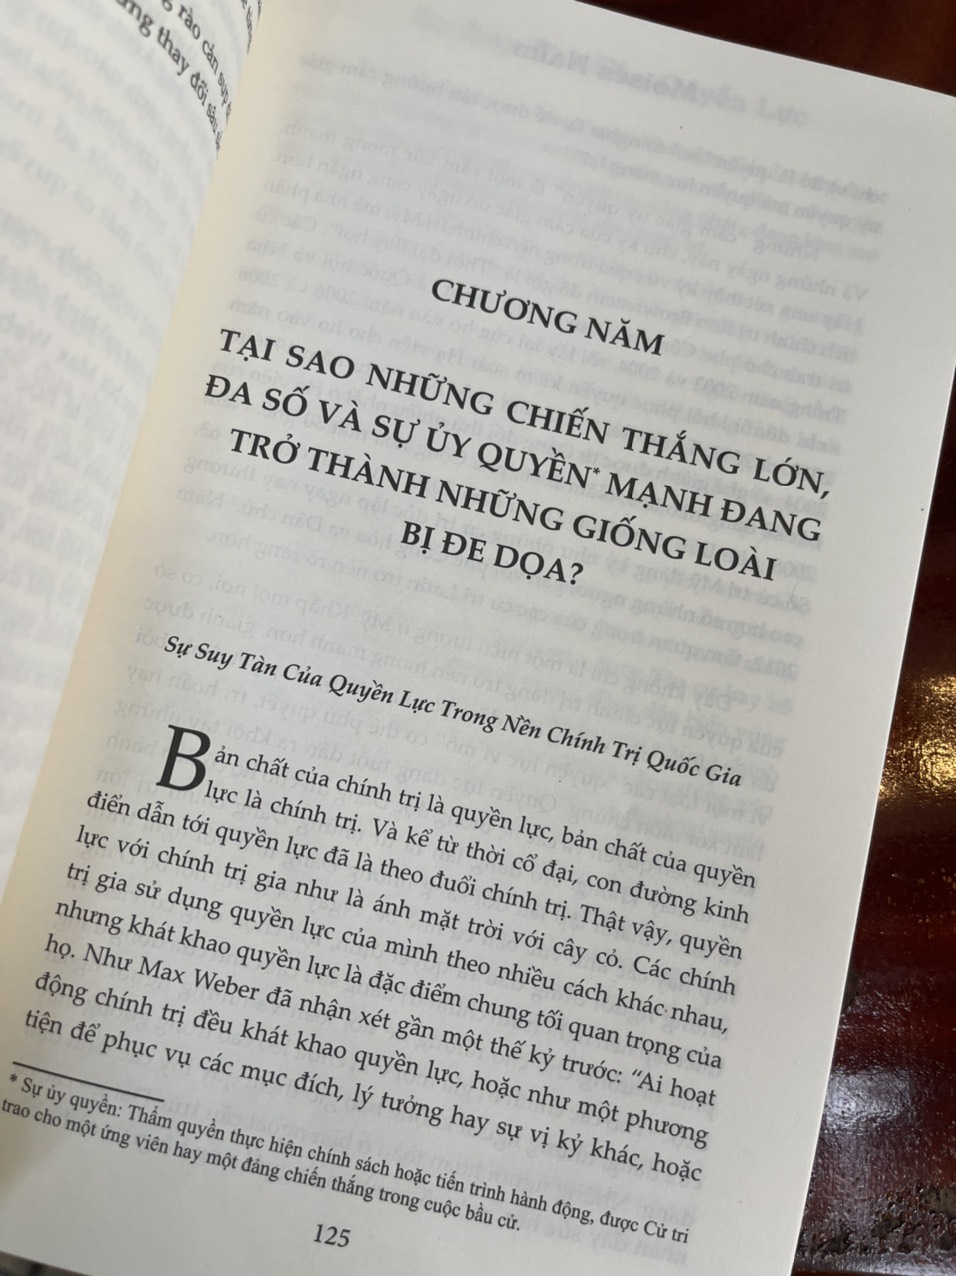 g rào cản sụp
ng thay đổi sâu
CHƯƠNG NĂM
TẠI SAO NHỮNG CHIẾN THẮNG LỚN,
ĐA SỐ VÀ SỰ ỦY QUYỀN* MẠNH ĐANG
TRỞ THÀNH NHỮNG GIỐNG LOÀI
BỊ ĐE DỌA?
Sự Suy Tàn Của Quyền Lực Trong Nền Chính Trị Quốc Gia
Bản chất của chính trị là quyền lực, bản chất của quyền
lực là chính trị. Và kể từ thời cổ đại, con đường kinh
điển dẫn tới quyền lực đã là theo đuổi chính trị. Thật vậy, quyền
lực với chính trị gia như là ánh mặt trời với cây cỏ. Các chính
trị gia sử dụng quyền lực của mình theo nhiều cách khác nhau,
nhưng khát khao quyền lực là đặc điểm chung tối quan trọng của
họ. Như Max Weber đã nhận xét gần một thế kỷ trước: “Ai hoạt
động chính trị đều khát khao quyền lực, hoặc như một phương
tiện để phục vụ các mục đích, lý tưởng hay sự vị kỷ khác, hoặc
* Sự ủy quyền: Thẩm quyền thực hiện chính sách hoặc tiến trình hành động, được Cử tri
trao cho một ứng viên hay một đảng chiến thắng trong cuộc bầu cử.
125